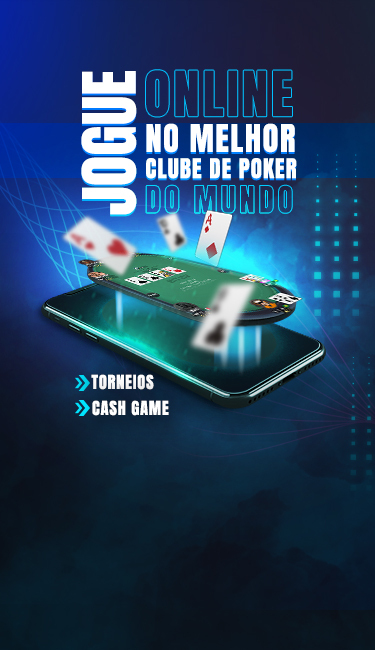 JOGUE
ONLINE
NO MELHOR
CLUBE DE POKER
DO MUNDO
A
A
TORNEIOS
CASH GAME